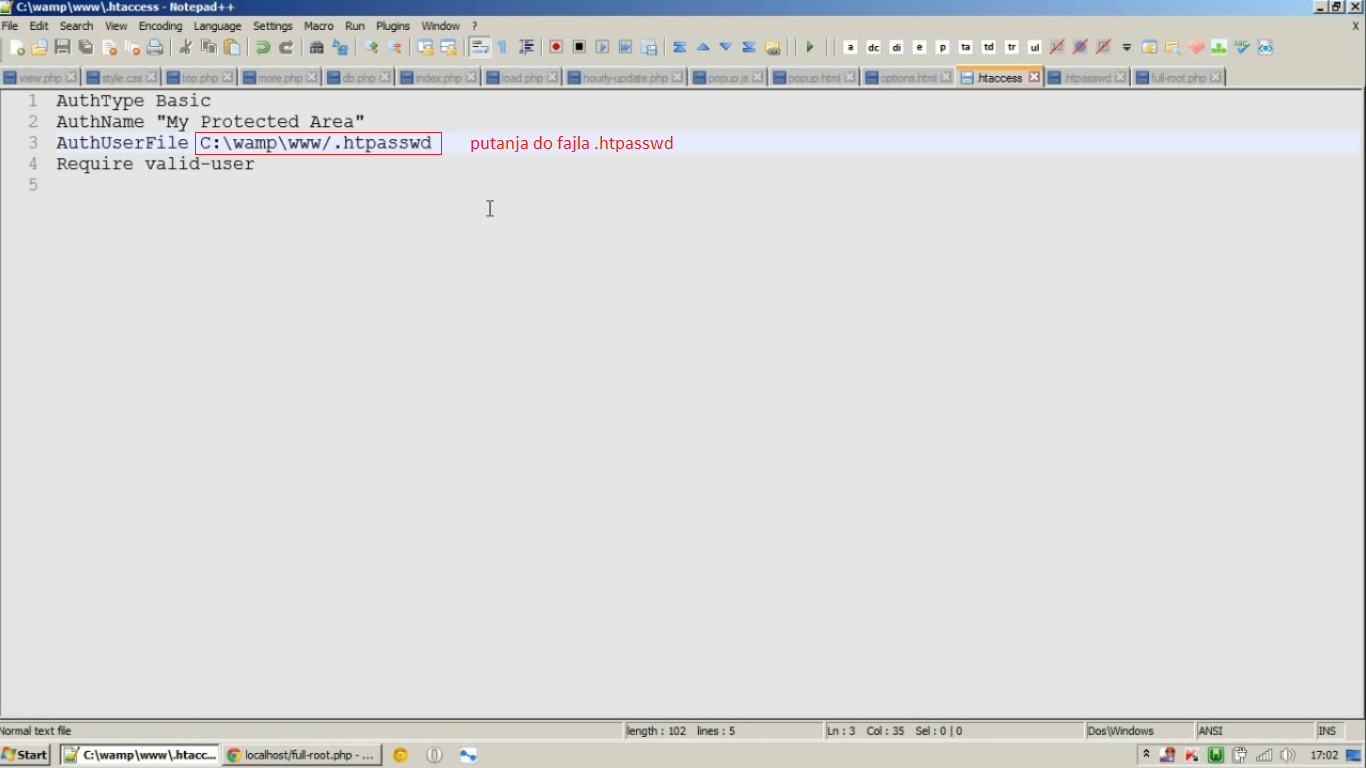 C:\wamp\www\.htaccess - Notepad++
File Edit Search View Encoding Language Settings Macro Run Plugins Window ? X
a dc di e p ta td tr ul
view.php style.css top.php more.php db.php index.php load.php hourly-update.php popup.js popup.html options.html .htaccess .htpasswd full-root.php
1 AuthType Basic
2 AuthName "My Protected Area"
3 AuthUserFile C:\wamp\www/.htpasswd putanja do fajla .htpasswd
4 Require valid-user
5
Normal text file length : 102 lines : 5 Ln : 3 Col : 35 Sel : 0 | 0 Dos\Windows ANSI INS
Start C:\wamp\www\.htacc... localhost/full-root.php - ... 17:02